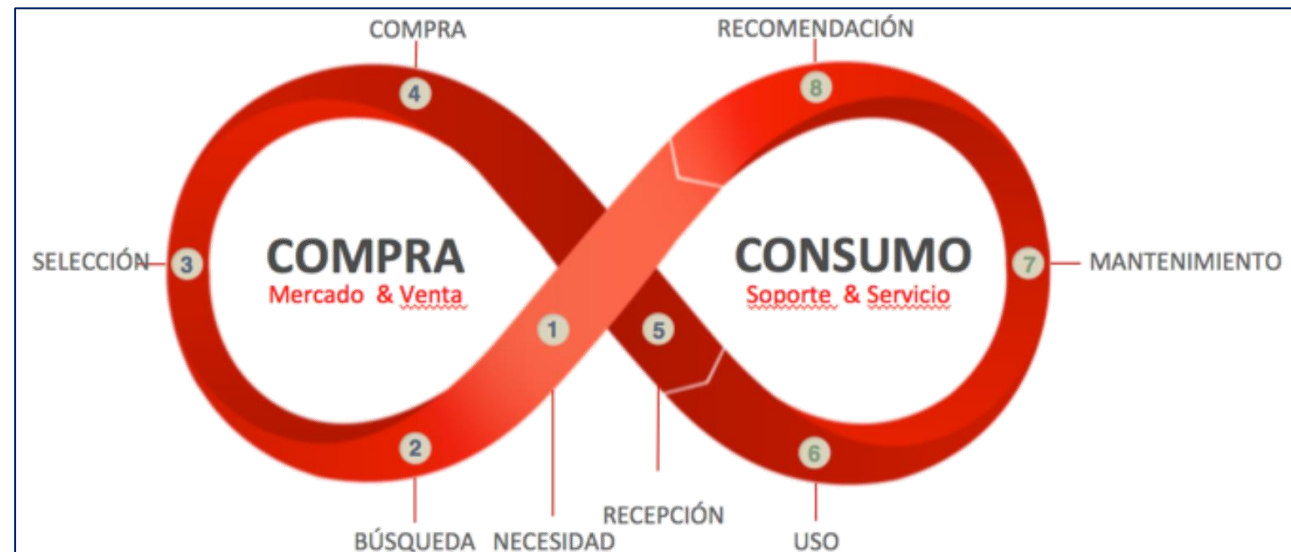 COMPRA
RECOMENDACIÓN
4
8
SELECCIÓN
3
COMPRA
Mercado & Venta
CONSUMO
Soporte & Servicio
7
MANTENIMIENTO
1
5
2
6
RECEPCIÓN
BÚSQUEDA
NECESIDAD
USO